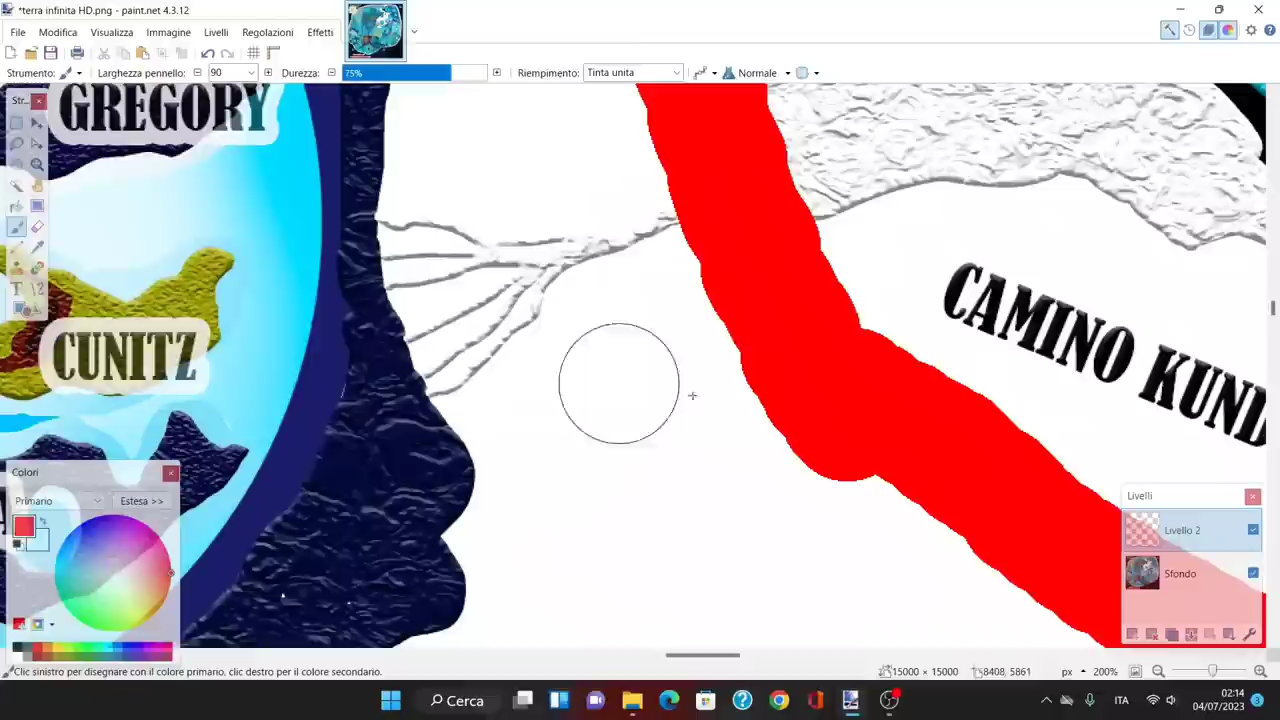 *terra infinita HD.png - paint.net 4.3.12
File Modifica Visualizza Immagine Livelli Regolazioni Effetti
Strumento: Larghezza pennello: 90 Durezza: 75% Riempimento: Tinta unita Normale
Str...
GREGORY
CUNITZ
CAMINO KUND
Colori
Primario Estesa >>
Livelli
Livello 2
Sfondo
Clic sinistro per disegnare con il colore primario, clic destro per il colore secondario. 15000 × 15000 8408, 5861 px 200%
Cerca ITA 02:14
04/07/2023